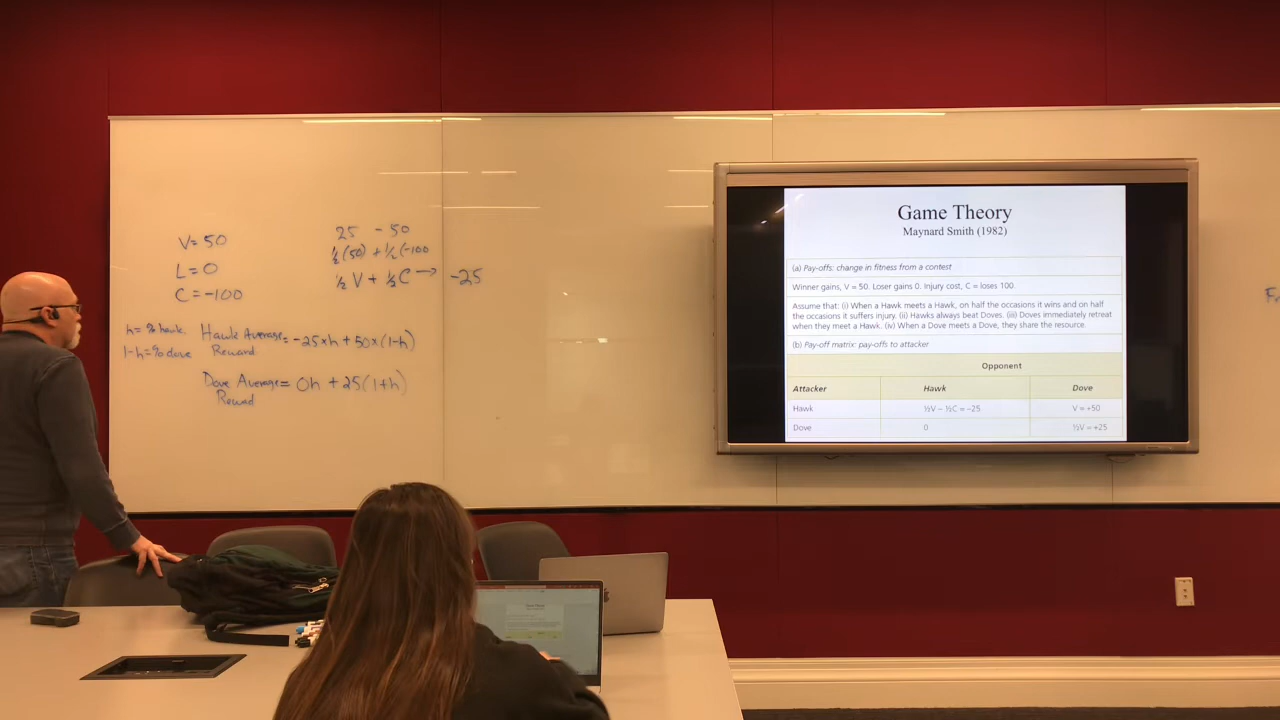 V=50
L=0
C=-100
25 -50
½(50) + ½(-100
½V + ½C → -25
h=% hawk
1-h=% dove
Hawk Average = -25xh + 50x(1-h)
Reward
Dove Average = 0h + 25(1+h)
Reward
Game Theory
Maynard Smith (1982)
(a) Pay-offs: change in fitness from a contest
Winner gains, V = 50. Loser gains 0. Injury cost, C = loses 100.
Assume that: (i) When a Hawk meets a Hawk, on half the occasions it wins and on half
the occasions it suffers injury. (ii) Hawks always beat Doves. (iii) Doves immediately retreat
when they meet a Hawk. (iv) When a Dove meets a Dove, they share the resource.
(b) Pay-off matrix: pay-offs to attacker
Opponent
Attacker Hawk Dove
Hawk ½V − ½C = −25 V = +50
Dove 0 ½V = +25